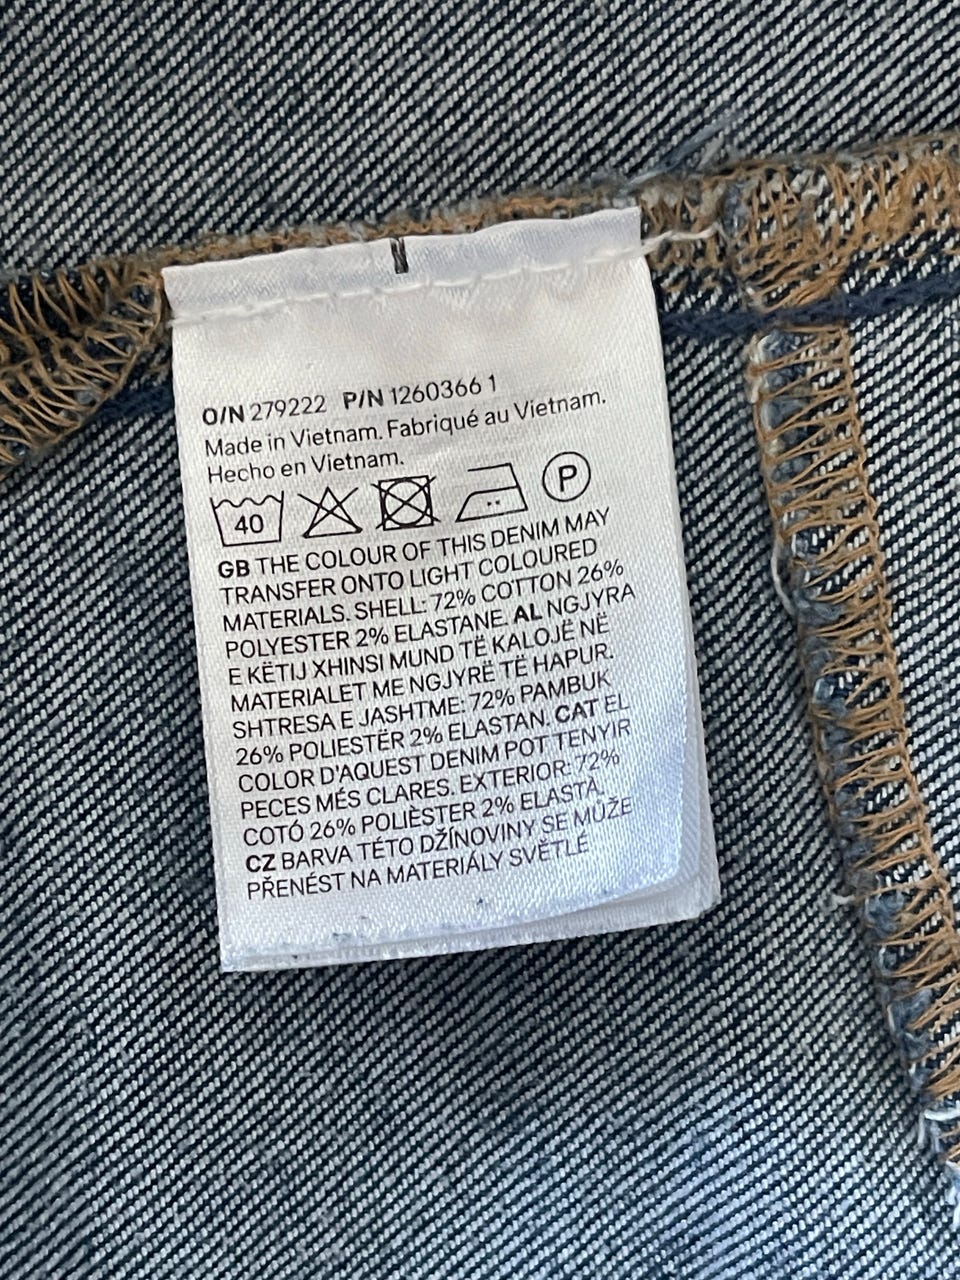 O/N 279222 P/N 1260366 1
Made in Vietnam. Fabriqué au Vietnam.
Hecho en Vietnam.
40 P
GB THE COLOUR OF THIS DENIM MAY
TRANSFER ONTO LIGHT COLOURED
MATERIALS. SHELL: 72% COTTON 26%
POLYESTER 2% ELASTANE. AL NGJYRA
E KËTIJ XHINSI MUND TË KALOJË NË
MATERIALET ME NGJYRË TË HAPUR.
SHTRESA E JASHTME: 72% PAMBUK
26% POLIESTËR 2% ELASTAN. CAT EL
COLOR D'AQUEST DENIM POT TENYIR
PECES MÉS CLARES. EXTERIOR: 72%
COTÓ 26% POLIÈSTER 2% ELASTÀ.
CZ BARVA TÉTO DŽÍNOVINY SE MŮŽE
PŘENÉST NA MATERIÁLY SVĚTLÉ